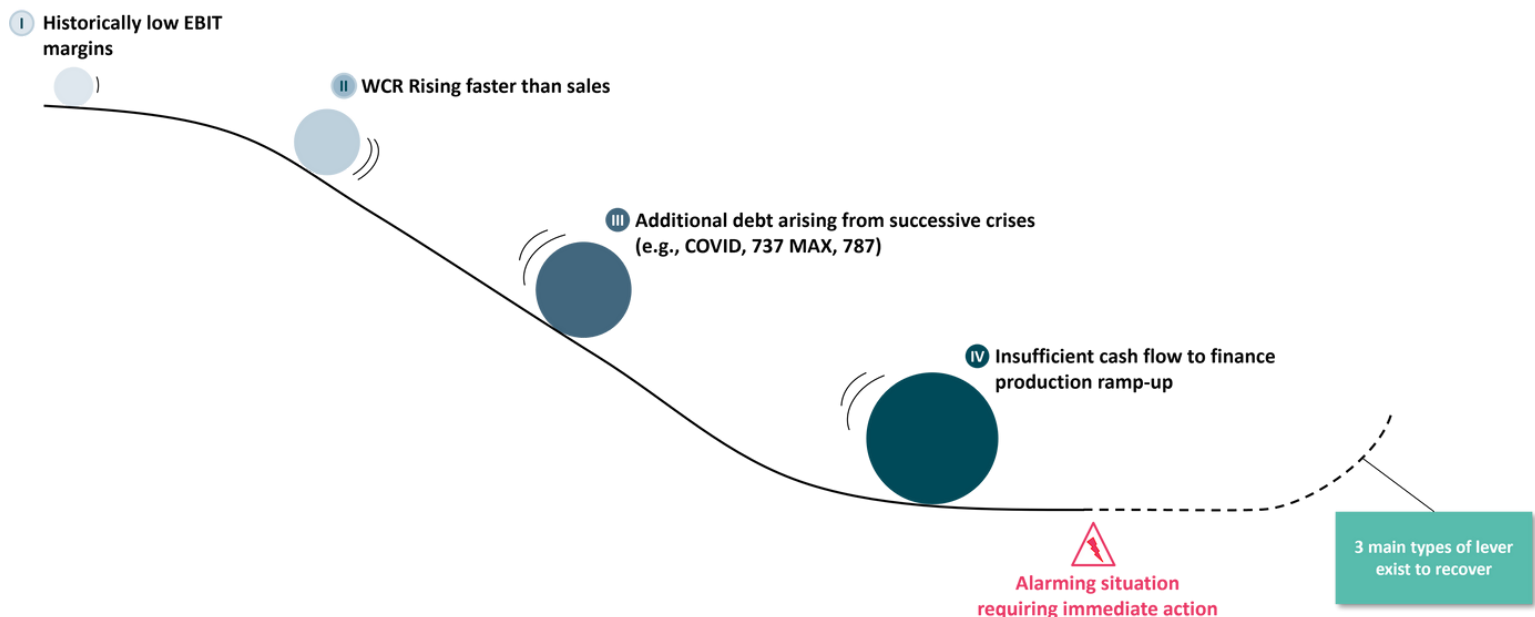 I Historically low EBIT
margins
II WCR Rising faster than sales
III Additional debt arising from successive crises
(e.g., COVID, 737 MAX, 787)
IV Insufficient cash flow to finance
production ramp-up
3 main types of lever
exist to recover
Alarming situation
requiring immediate action